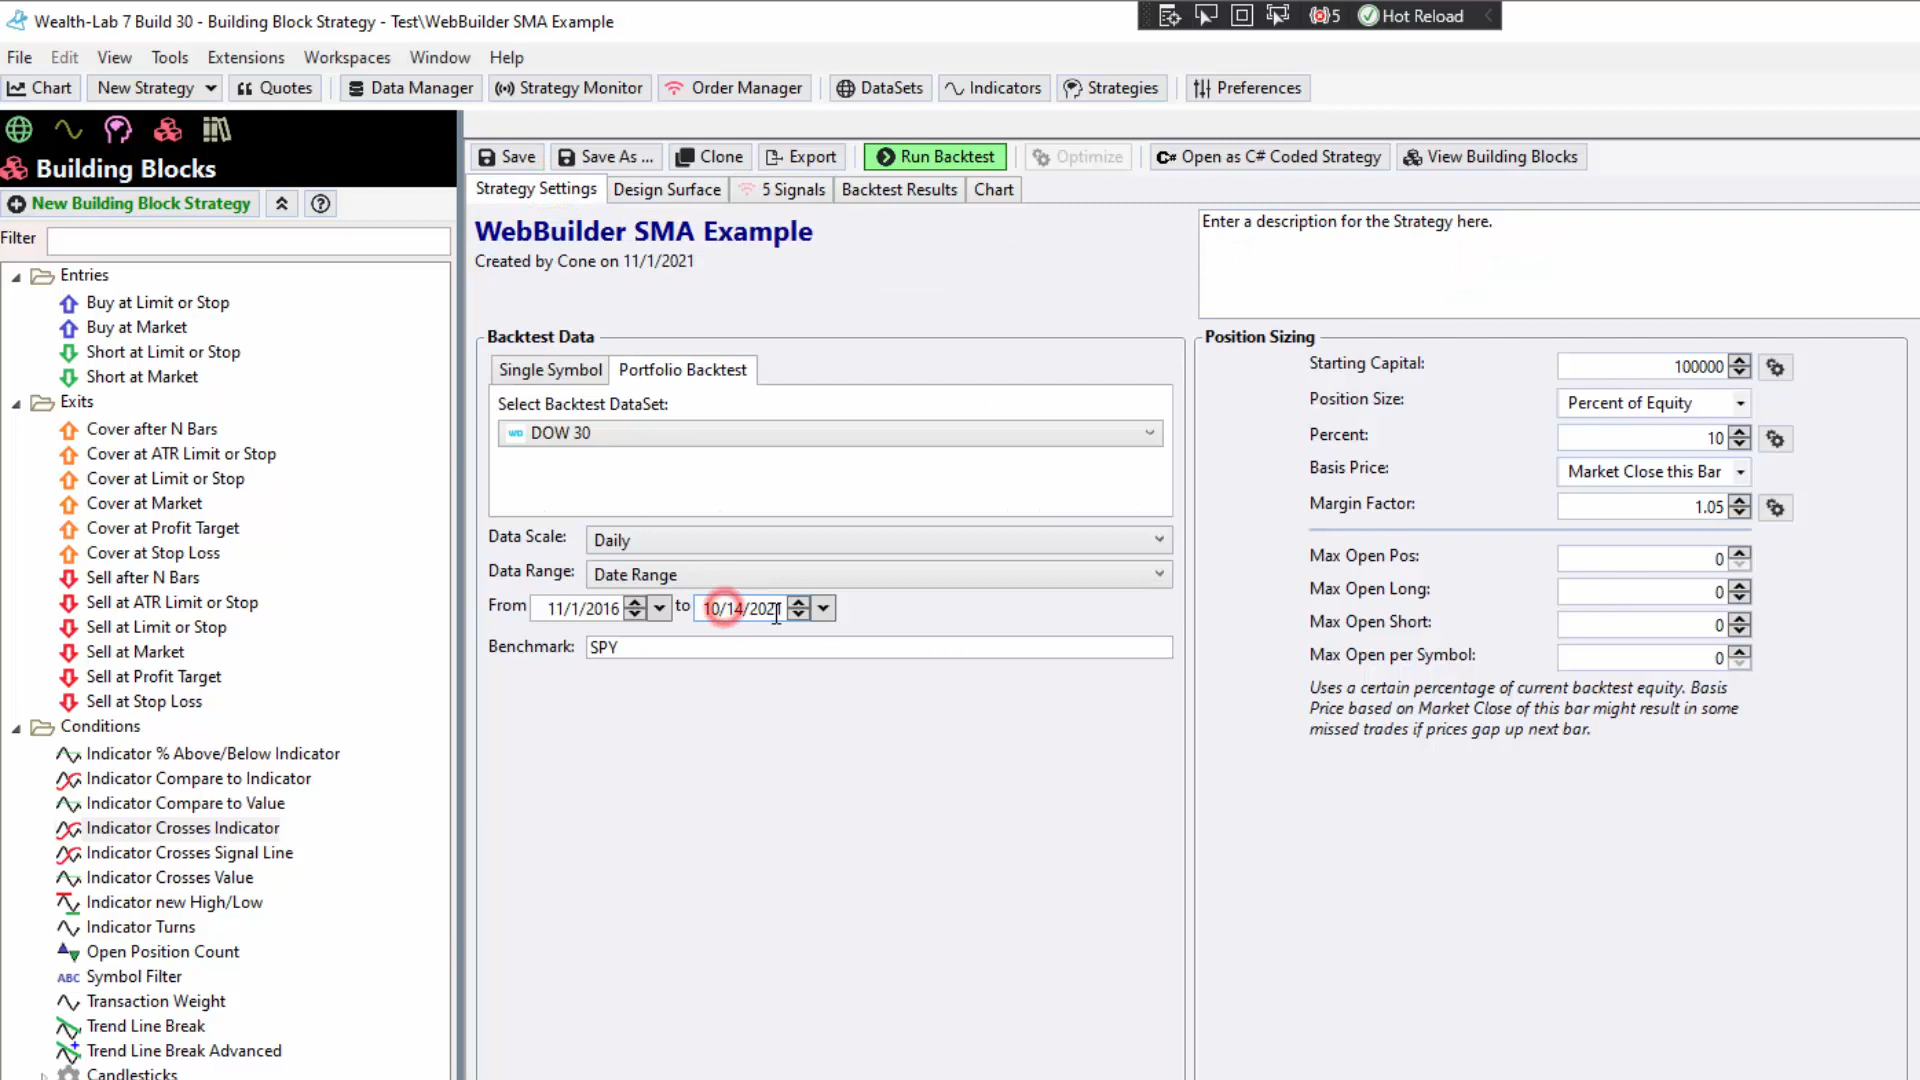 Wealth-Lab 7 Build 30 - Building Block Strategy - Test\WebBuilder SMA Example
5
Hot Reload
File Edit View Tools Extensions Workspaces Window Help
Chart New Strategy Quotes Data Manager Strategy Monitor Order Manager DataSets Indicators Strategies Preferences
Building Blocks
New Building Block Strategy
Filter
Entries
Buy at Limit or Stop
Buy at Market
Short at Limit or Stop
Short at Market
Exits
Cover after N Bars
Cover at ATR Limit or Stop
Cover at Limit or Stop
Cover at Market
Cover at Profit Target
Cover at Stop Loss
Sell after N Bars
Sell at ATR Limit or Stop
Sell at Limit or Stop
Sell at Market
Sell at Profit Target
Sell at Stop Loss
Conditions
Indicator % Above/Below Indicator
Indicator Compare to Indicator
Indicator Compare to Value
Indicator Crosses Indicator
Indicator Crosses Signal Line
Indicator Crosses Value
Indicator new High/Low
Indicator Turns
Open Position Count
ABC Symbol Filter
Transaction Weight
Trend Line Break
Trend Line Break Advanced
Candlesticks
Save Save As ... Clone Export Run Backtest Optimize C# Open as C# Coded Strategy View Building Blocks
Strategy Settings Design Surface 5 Signals Backtest Results Chart
WebBuilder SMA Example
Created by Cone on 11/1/2021
Enter a description for the Strategy here.
Backtest Data
Single Symbol Portfolio Backtest
Select Backtest DataSet:
WD DOW 30
Data Scale: Daily
Data Range: Date Range
From 11/1/2016 to 10/14/2021
Benchmark: SPY
Position Sizing
Starting Capital: 100000
Position Size: Percent of Equity
Percent: 10
Basis Price: Market Close this Bar
Margin Factor: 1.05
Max Open Pos: 0
Max Open Long: 0
Max Open Short: 0
Max Open per Symbol: 0
Uses a certain percentage of current backtest equity. Basis
Price based on Market Close of this bar might result in some
missed trades if prices gap up next bar.